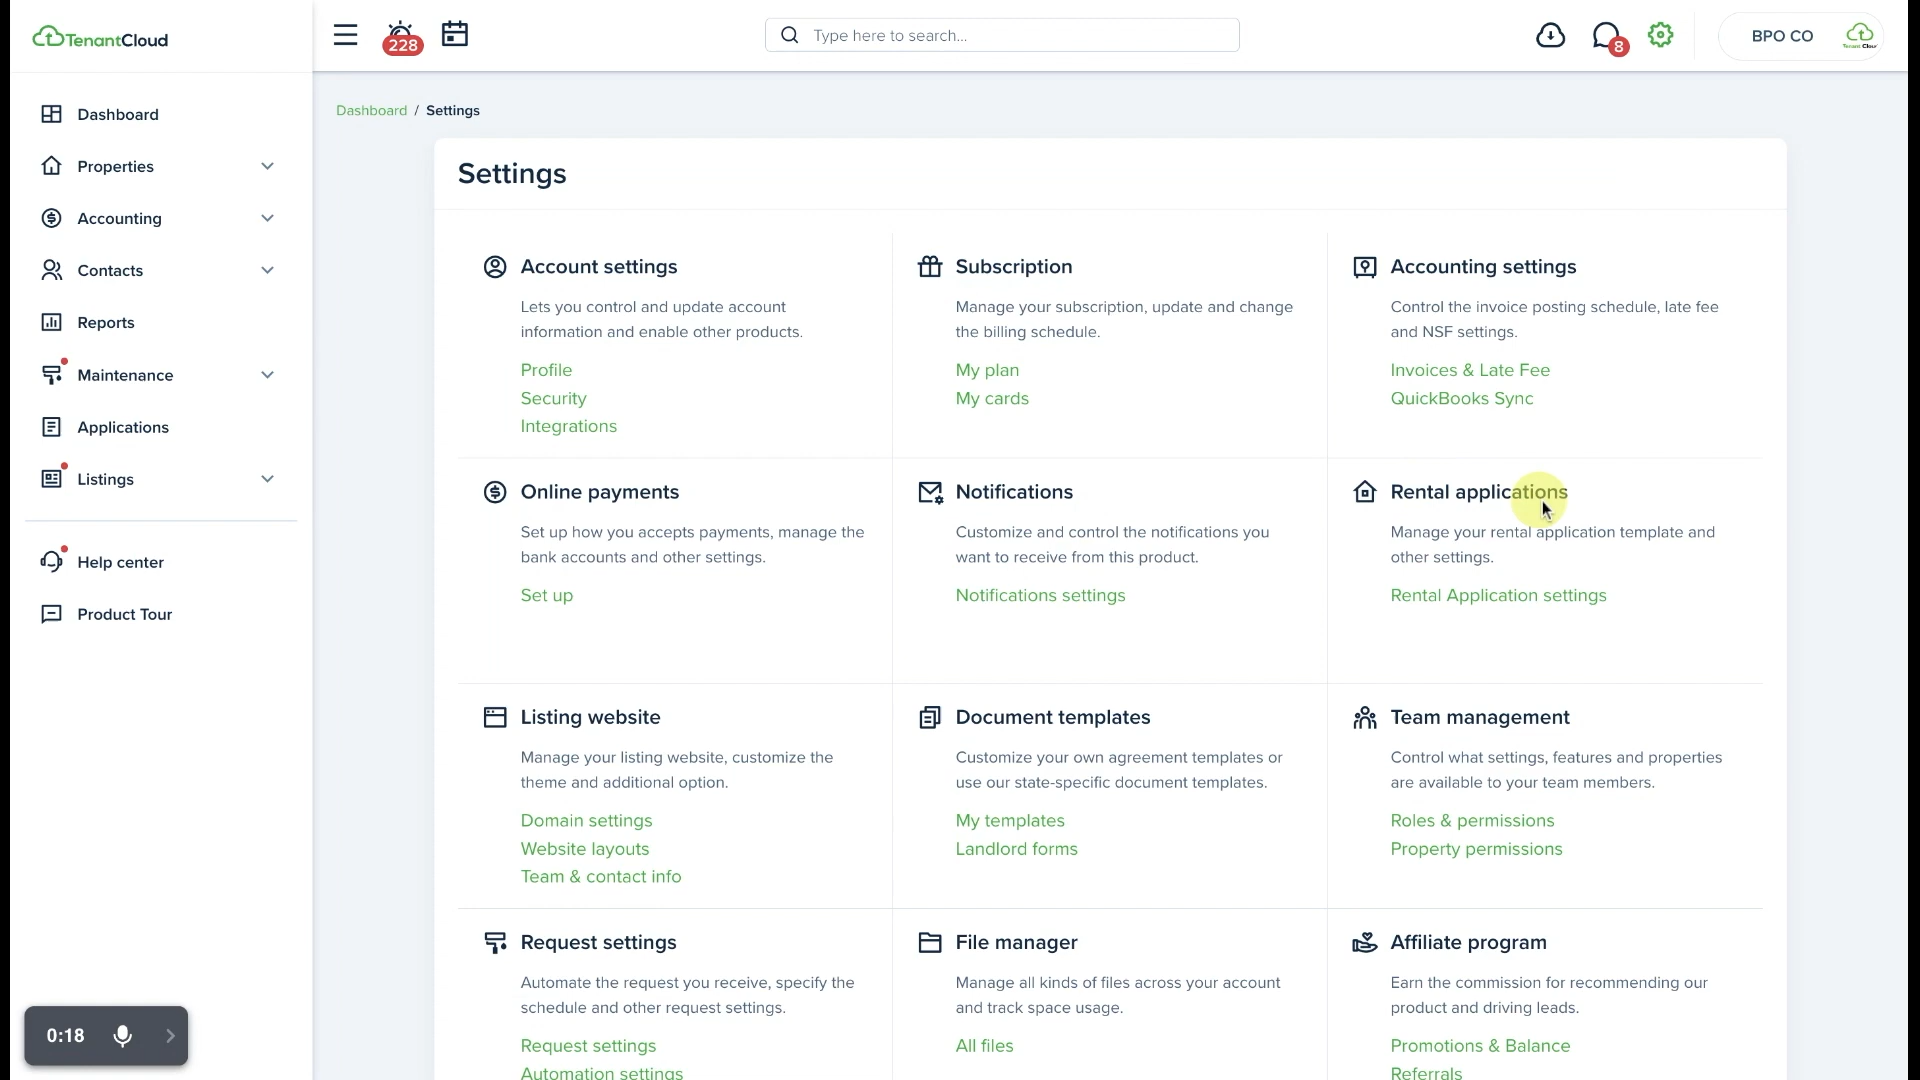 TenantCloud
228
Type here to search...
8
BPO CO
Tenant Cloud
Dashboard
Properties
Accounting
Contacts
Reports
Maintenance
Applications
Listings
Help center
Product Tour
0:18
Dashboard / Settings
Settings
Account settings
Lets you control and update account
information and enable other products.
Profile
Security
Integrations
Subscription
Manage your subscription, update and change
the billing schedule.
My plan
My cards
Accounting settings
Control the invoice posting schedule, late fee
and NSF settings.
Invoices & Late Fee
QuickBooks Sync
Online payments
Set up how you accepts payments, manage the
bank accounts and other settings.
Set up
Notifications
Customize and control the notifications you
want to receive from this product.
Notifications settings
Rental applications
Manage your rental application template and
other settings.
Rental Application settings
Listing website
Manage your listing website, customize the
theme and additional option.
Domain settings
Website layouts
Team & contact info
Document templates
Customize your own agreement templates or
use our state-specific document templates.
My templates
Landlord forms
Team management
Control what settings, features and properties
are available to your team members.
Roles & permissions
Property permissions
Request settings
Automate the request you receive, specify the
schedule and other request settings.
Request settings
Automation settings
File manager
Manage all kinds of files across your account
and track space usage.
All files
Affiliate program
Earn the commission for recommending our
product and driving leads.
Promotions & Balance
Referrals